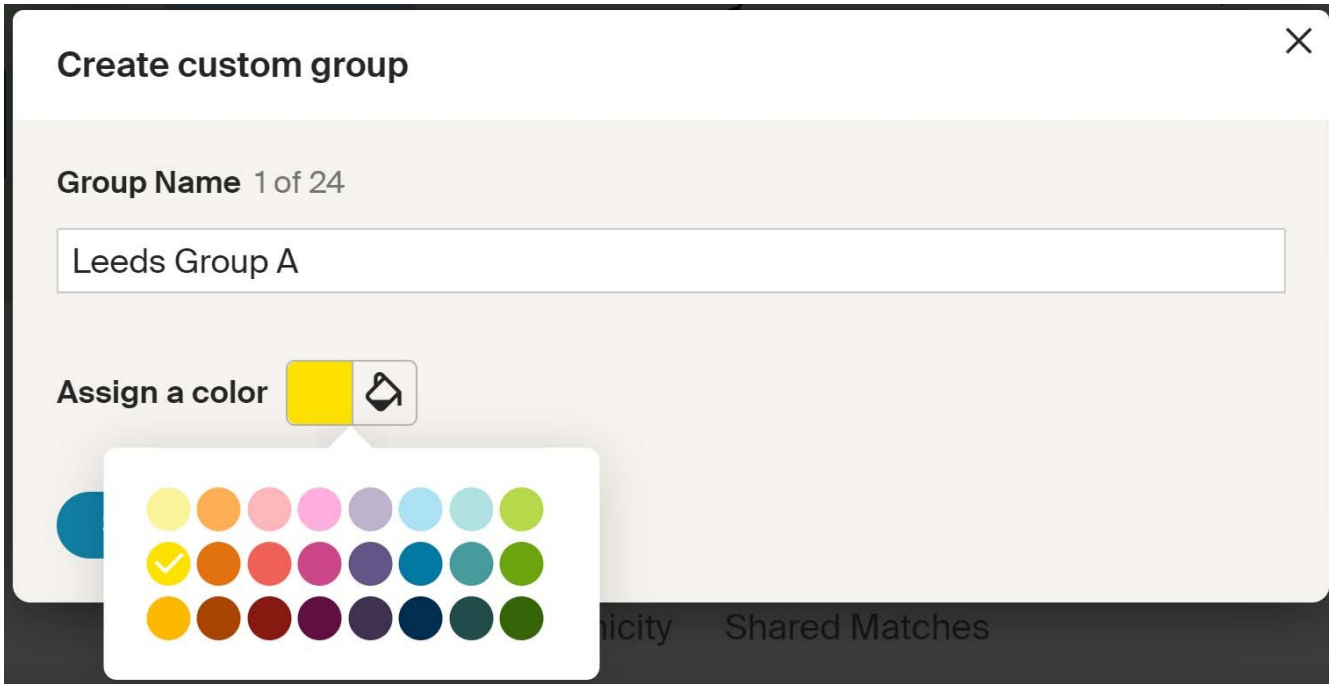 Create custom group
Group Name 1 of 24
Leeds Group A
Assign a color
Shared Matches